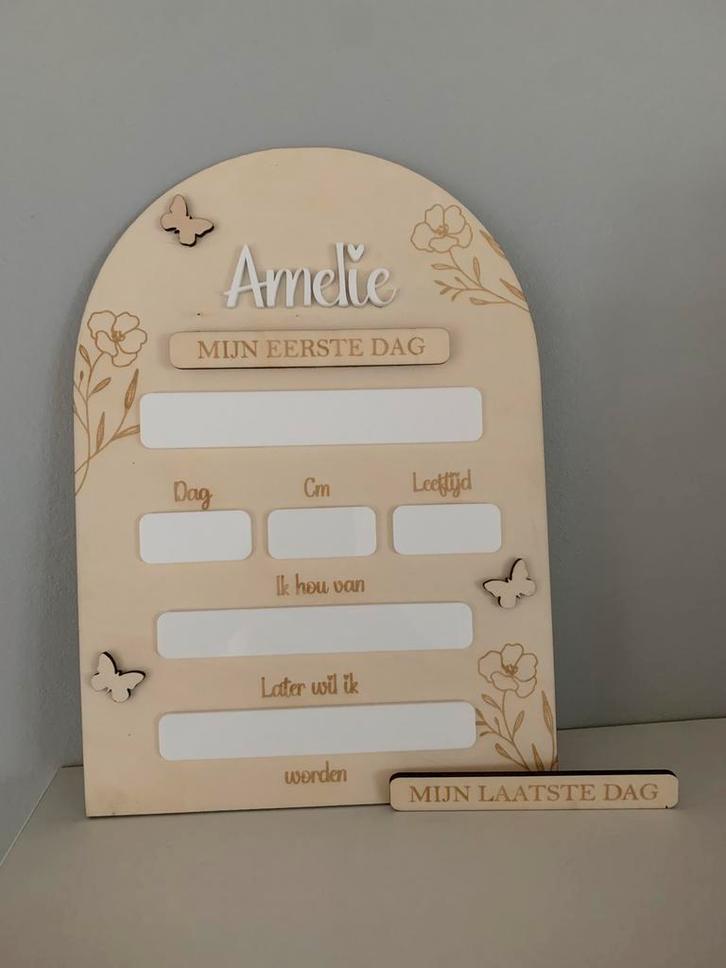 Amelie
MIJN EERSTE DAG
Dag Cm Leeftijd
Ik hou van
Later wil ik
worden
MIJN LAATSTE DAG